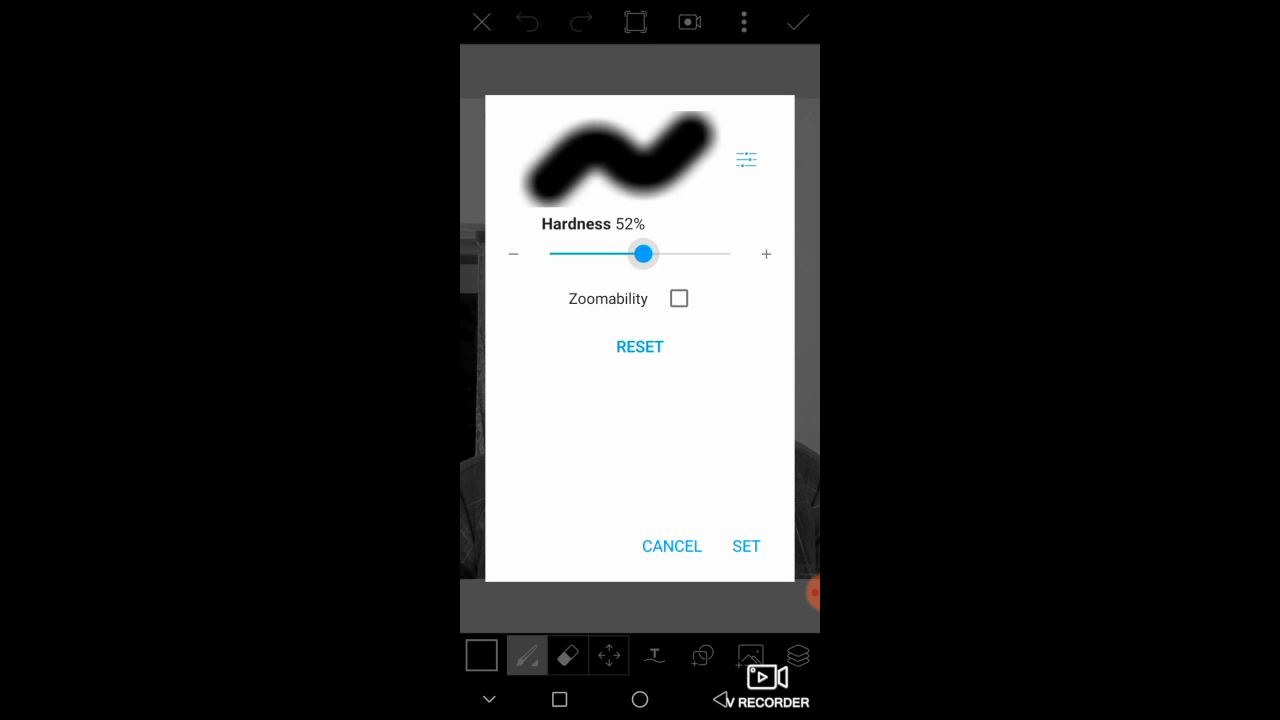 Hardness 52%
Zoomability
RESET
CANCEL SET
T
V RECORDER